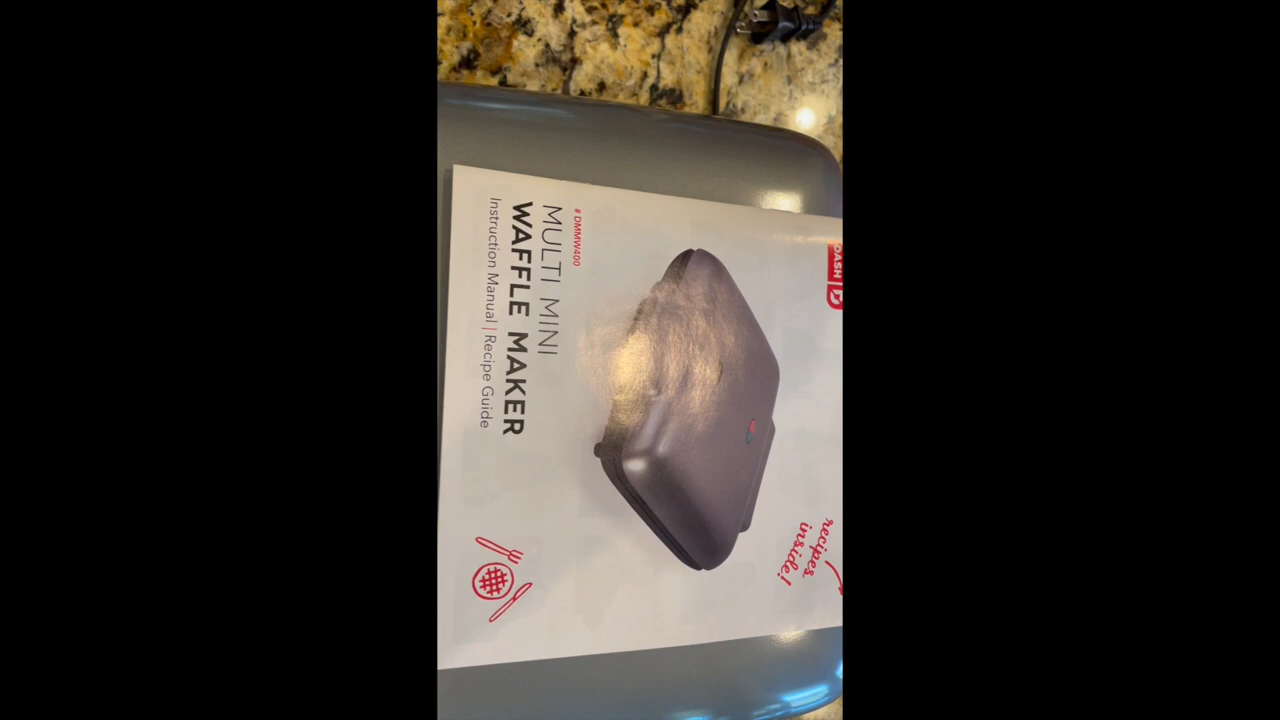 DASH
recipes
inside!
#DMMW400
MULTI MINI
WAFFLE MAKER
Instruction Manual | Recipe Guide